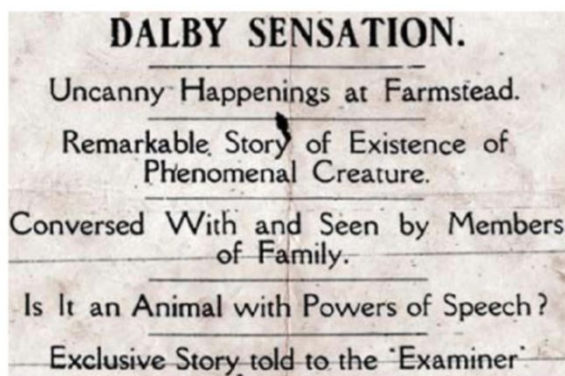 DALBY SENSATION.
Uncanny Happenings at Farmstead.
Remarkable Story of Existence of
Phenomenal Creature.
Conversed With and Seen by Members
of Family.
Is It an Animal with Powers of Speech?
Exclusive Story told to the "Examiner"